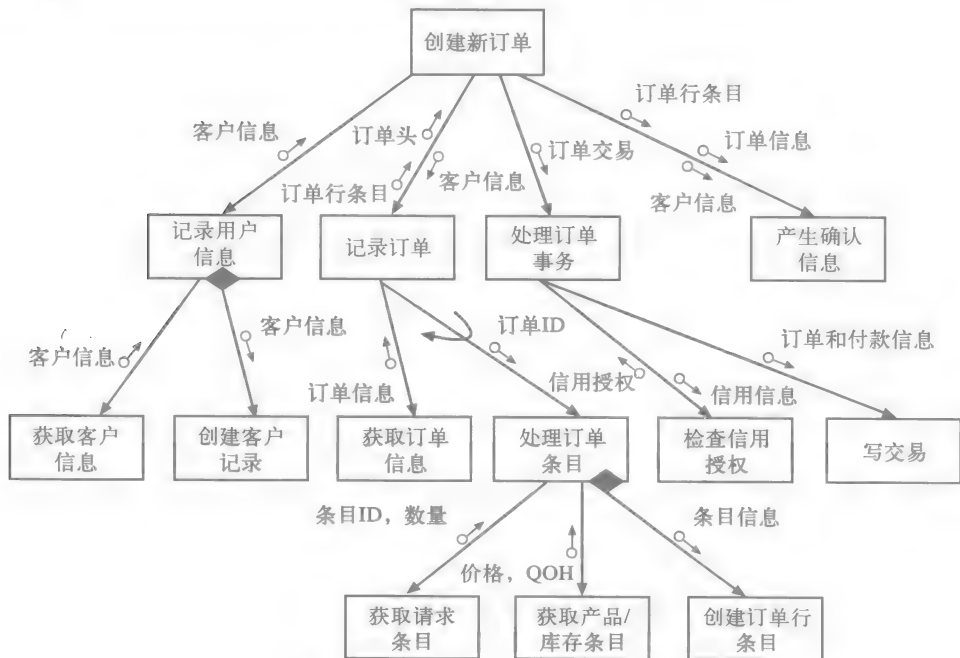 创建新订单
订单行条目
客户信息
订单头
订单交易
订单信息
订单行条目
客户信息
客户信息
记录用户
信息
记录订单
处理订单
事务
产生确认
信息
客户信息
客户信息
订单ID
订单和付款信息
订单信息
信用授权
信用信息
获取客户
信息
创建客户
记录
获取订单
信息
处理订单
条目
检查信用
授权
写交易
条目ID，数量
条目信息
价格，QOH
获取请求
条目
获取产品/
库存条目
创建订单行
条目